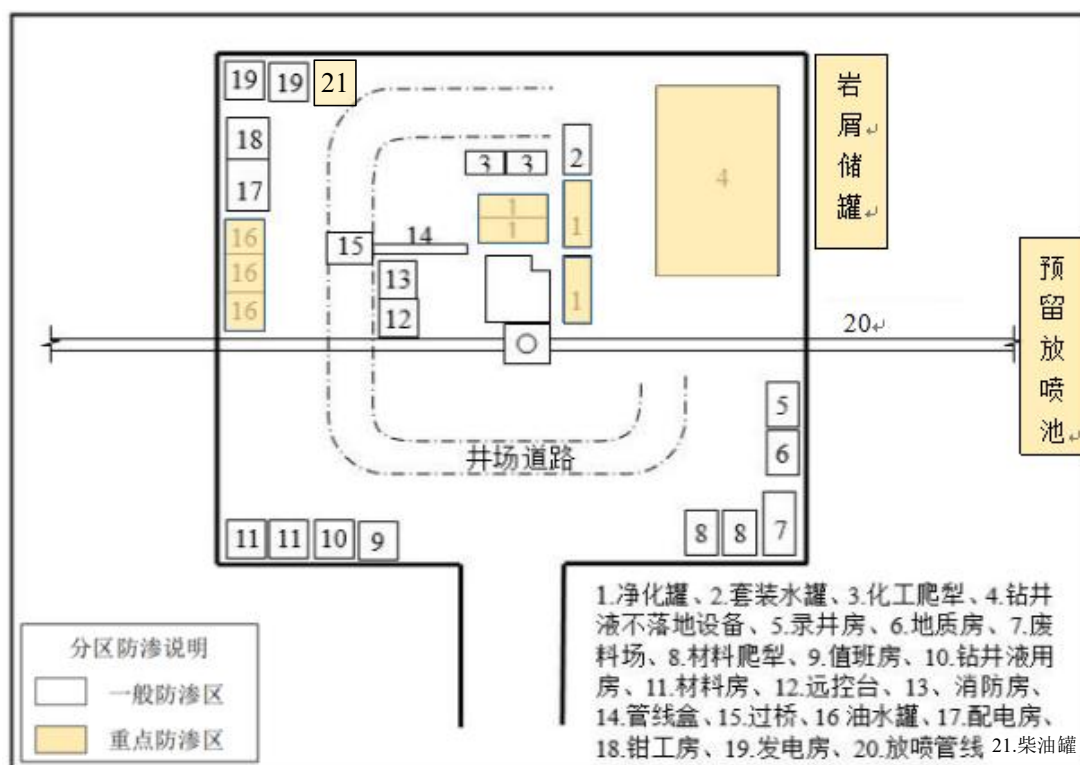 19
19
21
岩
屑
储
罐
18
17
3
3
2
4
1
1
1
16
16
16
15
14
13
12
1
20
预
留
放
喷
池
5
6
井场道路
11
11
10
9
8
8
7
1.净化罐、2.套装水罐、3.化工爬犁、4.钻井
液不落地设备、5.录井房、6.地质房、7.废
料场、8.材料爬犁、9.值班房、10.钻井液用
房、11.材料房、12.远控台、13、消防房、
14.管线盒、15.过桥、16 油水罐、17.配电房、
18.钳工房、19.发电房、20.放喷管线 21.柴油罐
分区防渗说明
一般防渗区
重点防渗区